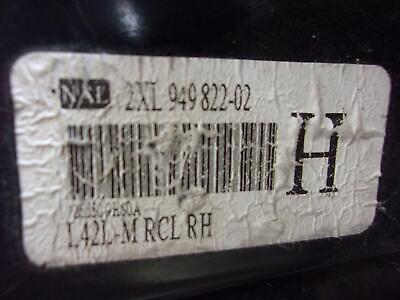 NAL 2XL 949 822-02
H
L42L-M RCL RH